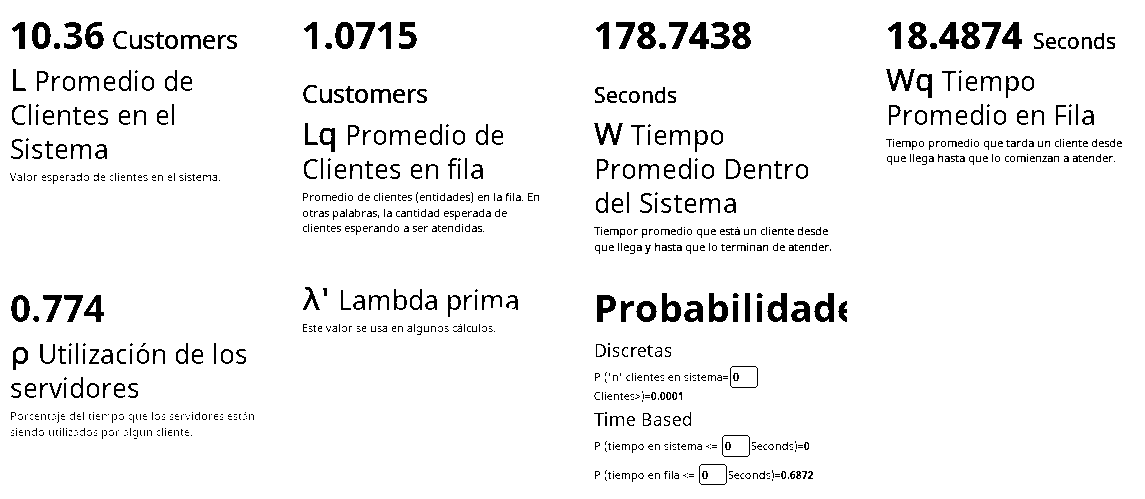 10.36 Customers
L Promedio de
Clientes en el
Sistema
Valor esperado de clientes en el sistema.
1.0715
Customers
Lq Promedio de
Clientes en fila
Promedio de clientes (entidades) en la fila. En
otras palabras, la cantidad esperada de
clientes esperando a ser atendidas.
178.7438
Seconds
W Tiempo
Promedio Dentro
del Sistema
Tiempor promedio que está un cliente desde
que llega y hasta que lo terminan de atender.
18.4874 Seconds
Wq Tiempo
Promedio en Fila
Tiempo promedio que tarda un cliente desde
que llega hasta que lo comienzan a atender.
0.774
ρ Utilización de los
servidores
Porcentaje del tiempo que los servidores están
siendo utilizados por algun cliente.
λ' Lambda prima
Este valor se usa en algunos cálculos.
Probabilidade
Discretas
P ("n" clientes en sistema= 0
Clientes>)=0.0001
Time Based
P (tiempo en sistema <= 0 Seconds)=0
P (tiempo en fila <= 0 Seconds)=0.6872